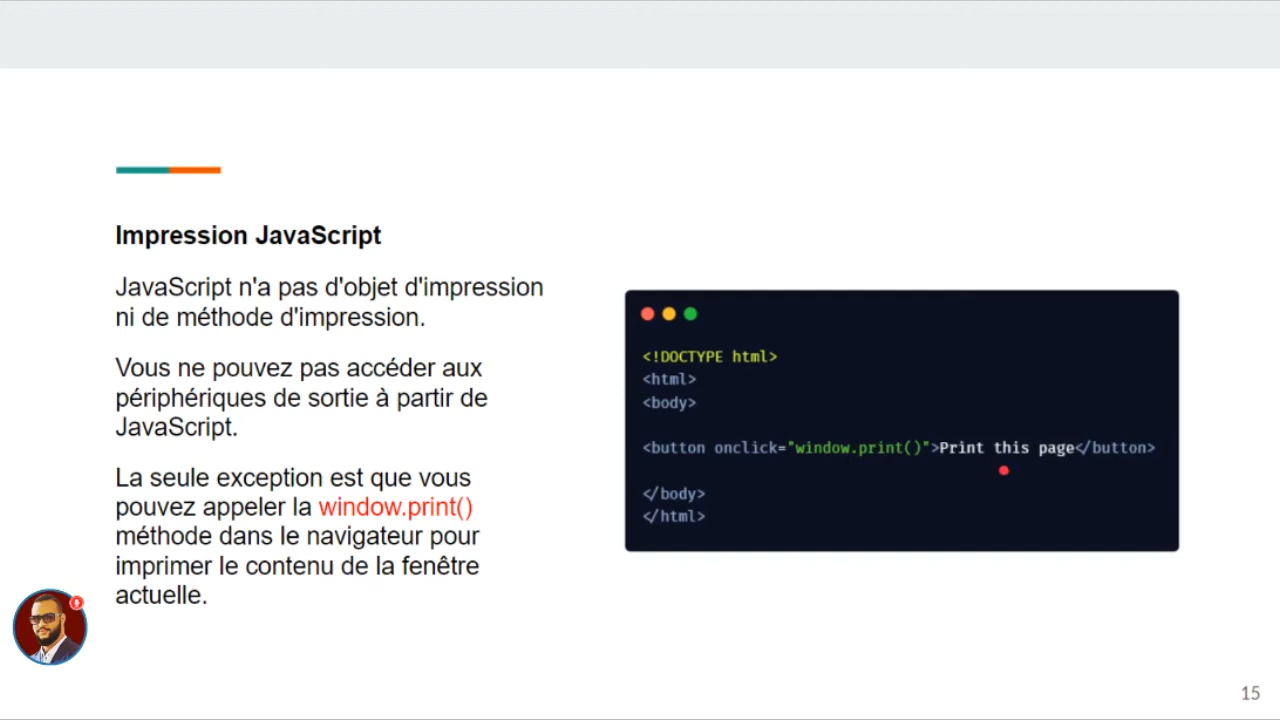 Impression JavaScript
JavaScript n'a pas d'objet d'impression
ni de méthode d'impression.
Vous ne pouvez pas accéder aux
périphériques de sortie à partir de
JavaScript.
La seule exception est que vous
pouvez appeler la window.print()
méthode dans le navigateur pour
imprimer le contenu de la fenêtre
actuelle.
<!DOCTYPE html>
<html>
<body>
<button onclick="window.print()">Print this page</button>
</body>
</html>
15